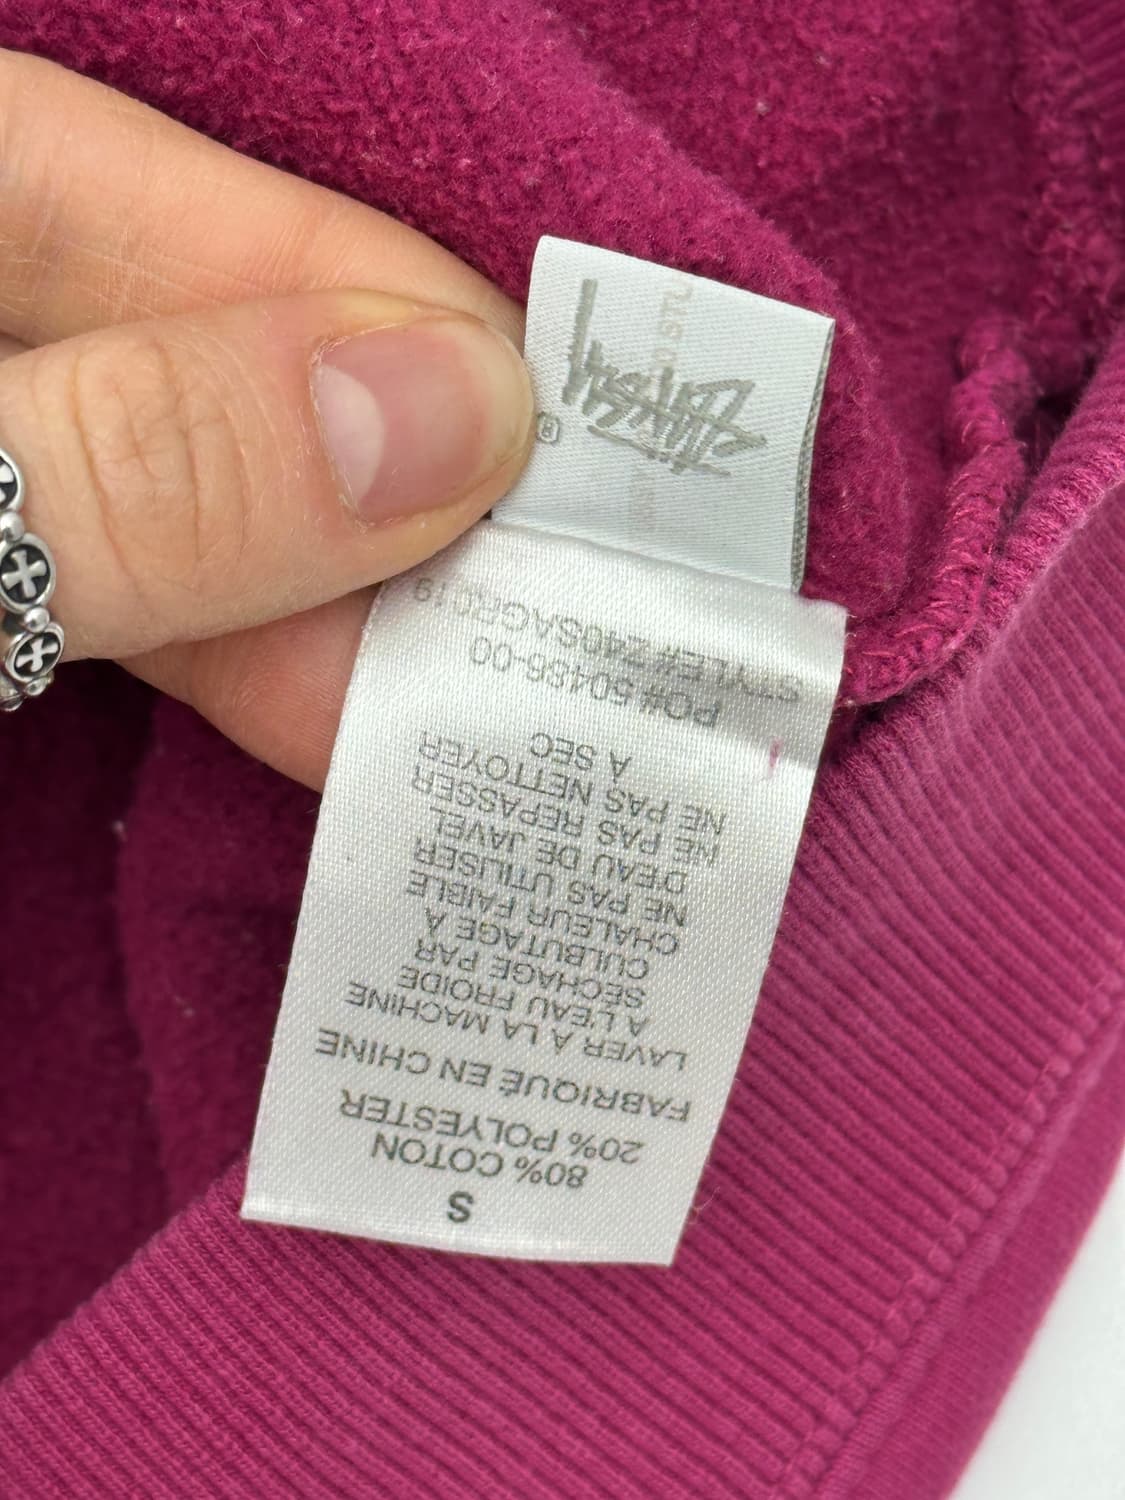 Stüssy
®
S
80% COTON
20% POLYESTER
FABRIQUÉ EN CHINE
LAVER À LA MACHINE
A L'EAU FROIDE
SÉCHAGE PAR
CULBUTAGE À
CHALEUR FAIBLE
NE PAS UTILISER
D'EAU DE JAVEL
NE PAS REPASSER
NE PAS NETTOYER
A SEC
PO# 50486-00
STYLE#